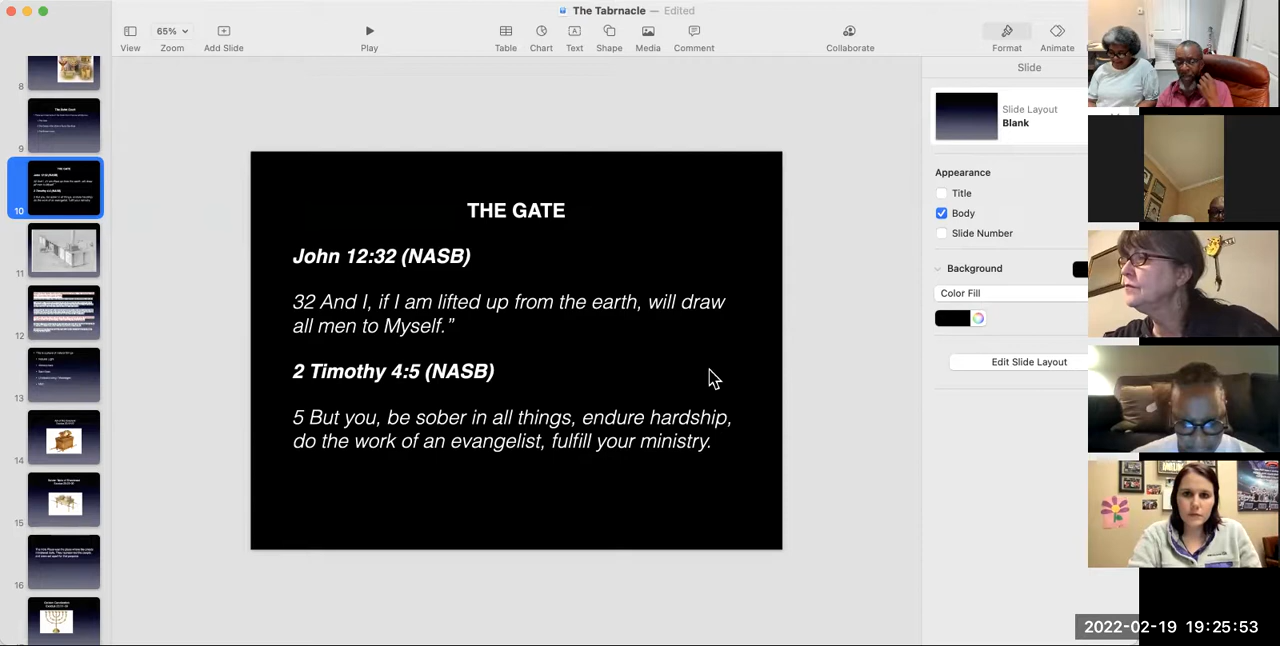 The Tabrnacle — Edited
65%
View
Zoom
Add Slide
Play
Table
Chart
Text
Shape
Media
Comment
Collaborate
Format
Animate
8
9
10
11
12
13
14
15
16
THE GATE
John 12:32 (NASB)
32 And I, if I am lifted up from the earth, will draw
all men to Myself.”
2 Timothy 4:5 (NASB)
5 But you, be sober in all things, endure hardship,
do the work of an evangelist, fulfill your ministry.
Slide
Slide Layout
Blank
Appearance
Title
Body
Slide Number
Background
Color Fill
Edit Slide Layout
2022-02-19 19:25:53